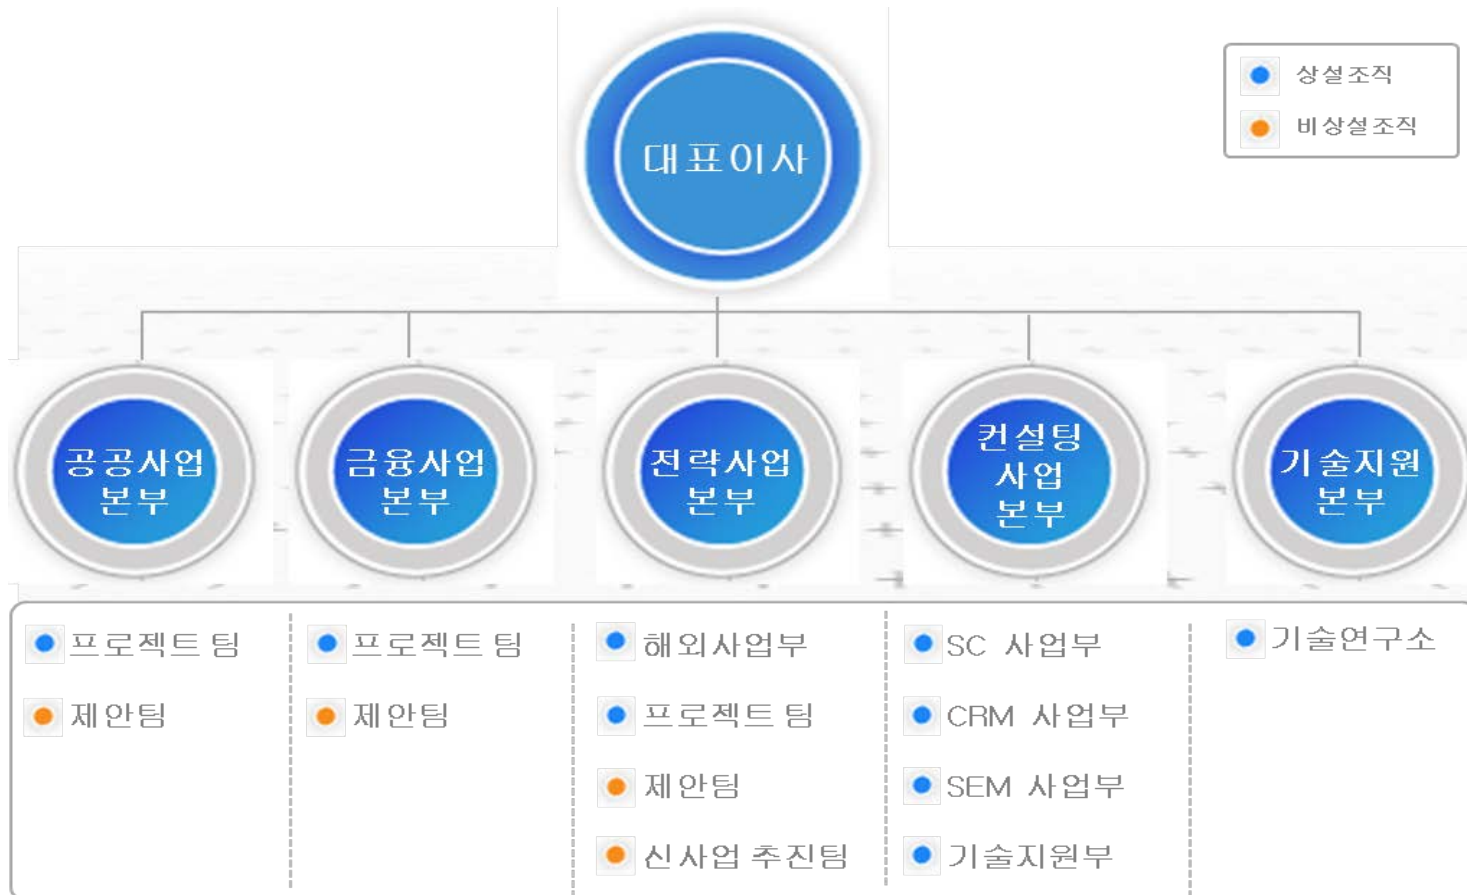 대표이사
상설조직
비상설조직
공공사업
본부
금융사업
본부
전략사업
본부
컨설팅
사업
본부
기술지원
본부
프로젝트 팀
제안팀
프로젝트 팀
제안팀
해외사업부
프로젝트 팀
제안팀
신사업 추진팀
SC 사업부
CRM 사업부
SEM 사업부
기술지원부
기술연구소